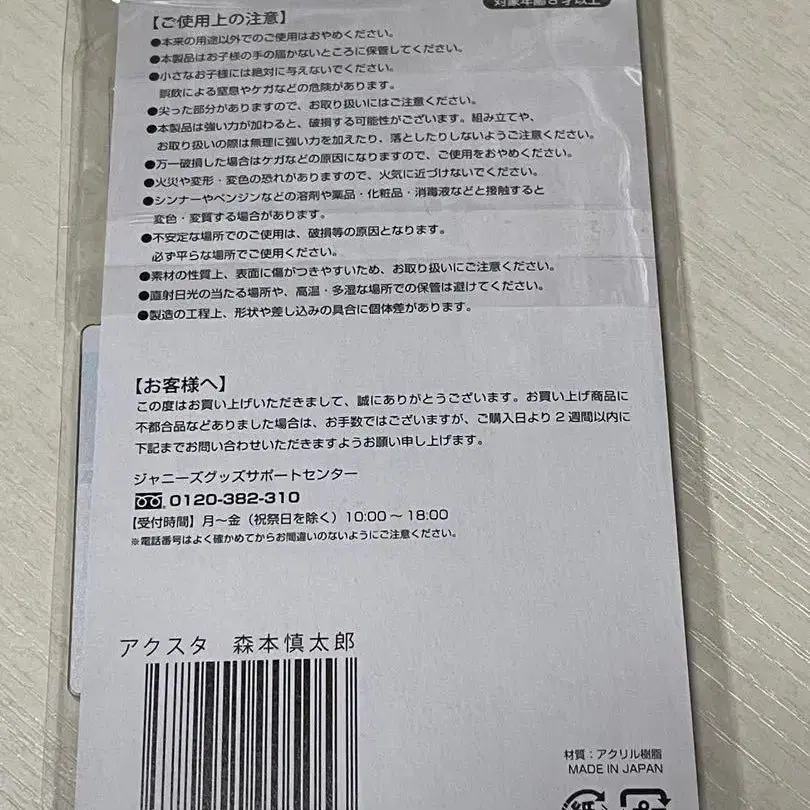 対象年齢6才以上
【ご使用上の注意】
●本来の用途以外でのご使用はおやめください。
●本製品はお子様の手の届かないところに保管してください。
●小さなお子様には絶対に与えないでください。
誤飲による窒息やケガなどの危険があります。
●尖った部分がありますので、お取り扱いにはご注意ください。
●本製品は強い力が加わると、破損する可能性がございます。組み立てや、
お取り扱いの際は無理に強い力を加えたり、落としたりしないようご注意ください。
●万一破損した場合はケガなどの原因になりますので、ご使用をおやめください。
●火災や変形・変色の恐れがありますので、火気に近づけないでください。
●シンナーやベンジンなどの溶剤や薬品・化粧品・消毒液などと接触すると
変色・変質する場合があります。
●不安定な場所でのご使用は、破損等の原因となります。
必ず平らな場所でご使用ください。
●素材の性質上、表面に傷がつきやすいため、お取り扱いにご注意ください。
●直射日光の当たる場所や、高温・多湿な場所での保管は避けてください。
●製造の工程上、形状や差し込みの具合に個体差があります。
【お客様へ】
この度はお買い上げいただきまして、誠にありがとうございます。お買い上げ商品に
不都合品などありました場合は、お手数ではございますが、ご購入日より2週間以内に
下記までお問い合わせいただきますようお願い申し上げます。
ジャニーズグッズサポートセンター
0120-382-310
【受付時間】月〜金（祝祭日を除く）10:00〜18:00
※電話番号はよく確かめてからお間違いのないようにご注意ください。
アクスタ 森本慎太郎
材質：アクリル樹脂
MADE IN JAPAN